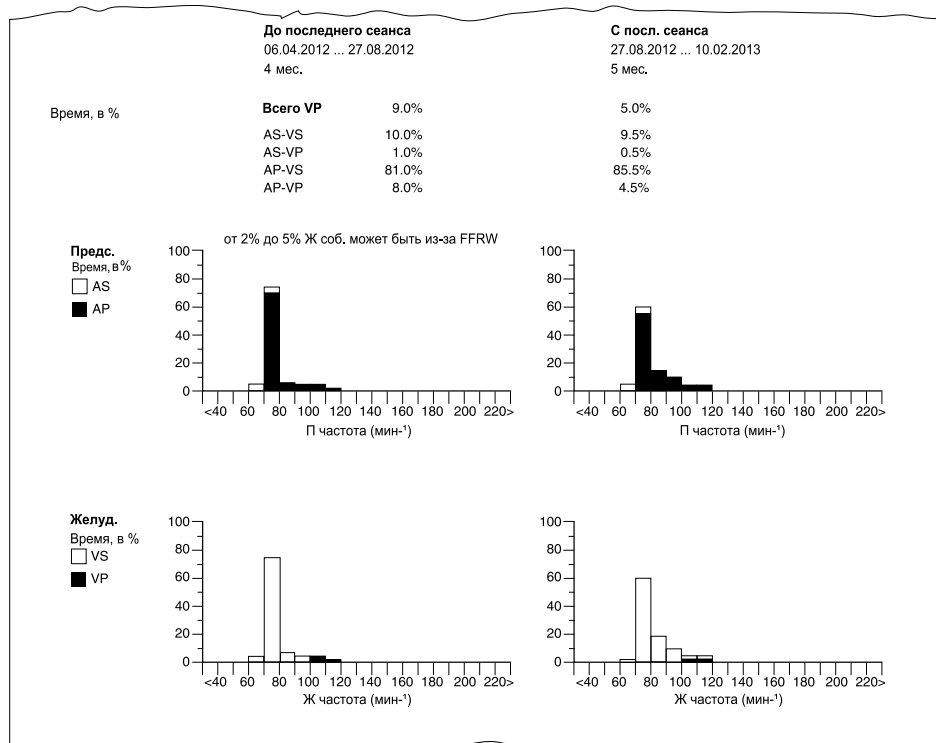 До последнего сеанса
06.04.2012 ... 27.08.2012
4 мес.
С посл. сеанса
27.08.2012 ... 10.02.2013
5 мес.
Время, в %
Всего VP 9.0% 5.0%
AS-VS 10.0% 9.5%
AS-VP 1.0% 0.5%
AP-VS 81.0% 85.5%
AP-VP 8.0% 4.5%
Предс.
Время, в%
AS
AP
от 2% до 5% Ж соб. может быть из-за FFRW
100
80
60
40
20
0
<40 60 80 100 120 140 160 180 200 220>
П частота (мин-¹)
100
80
60
40
20
0
<40 60 80 100 120 140 160 180 200 220>
П частота (мин-¹)
Желуд.
Время, в %
VS
VP
100
80
60
40
20
0
<40 60 80 100 120 140 160 180 200 220>
Ж частота (мин-¹)
100
80
60
40
20
0
<40 60 80 100 120 140 160 180 200 220>
Ж частота (мин-¹)